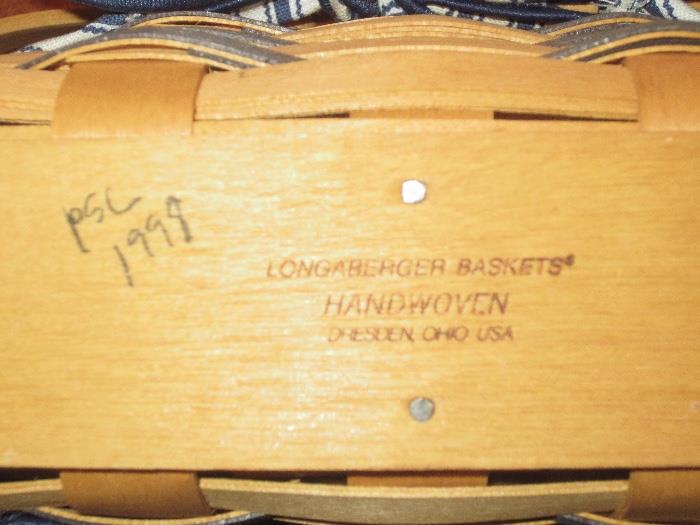 psc
1998
LONGABERGER BASKETS®
HANDWOVEN
DRESDEN, OHIO USA